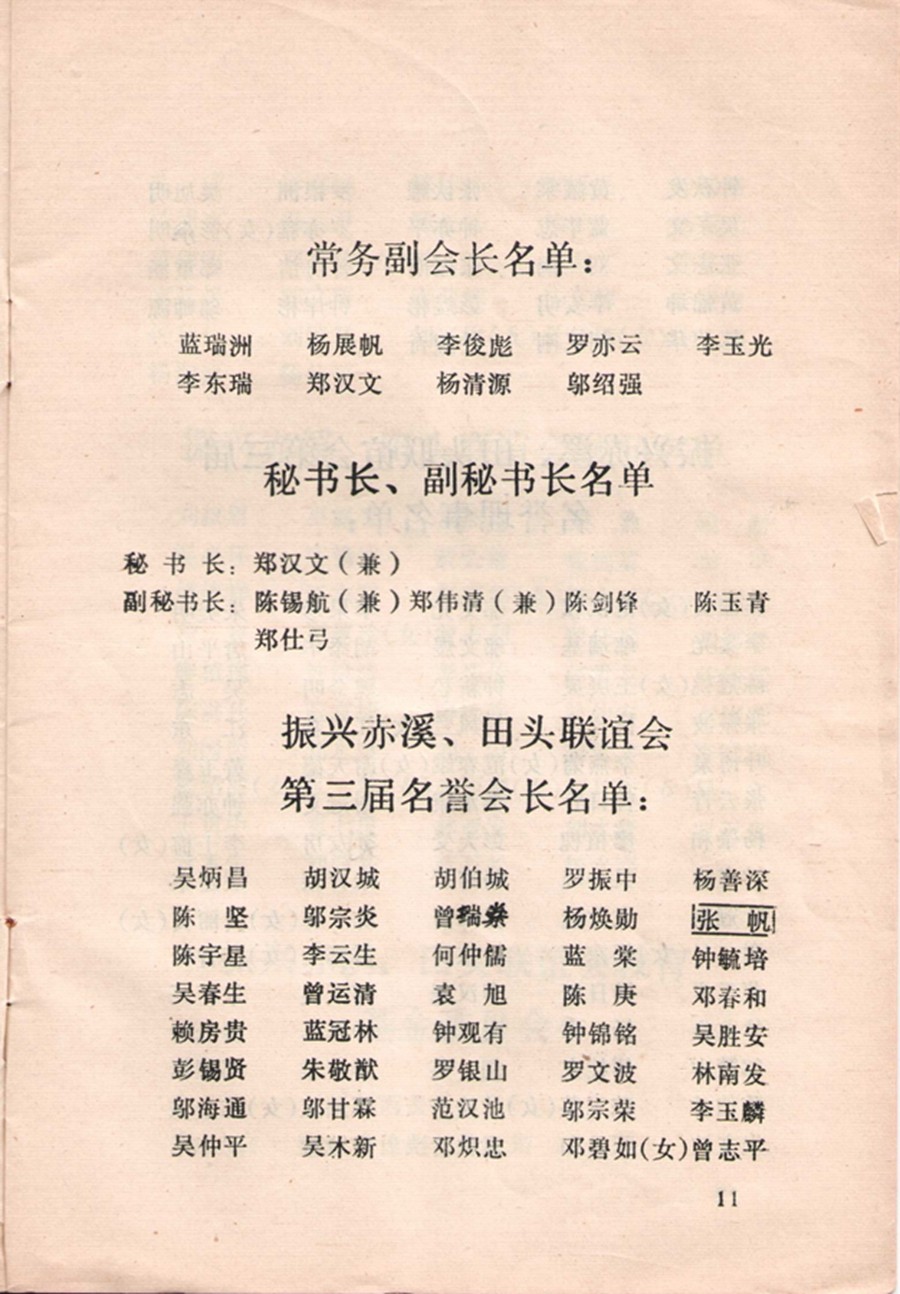 常务副会长名单：
蓝瑞洲 杨展帆 李俊彪 罗亦云 李玉光
李东瑞 郑汉文 杨清源 邬绍强
秘书长、副秘书长名单
秘书长：郑汉文（兼）
副秘书长：陈锡航（兼）郑伟清（兼）陈剑锋 陈玉青
郑仕弓
振兴赤溪、田头联谊会
第三届名誉会长名单：
吴炳昌 胡汉城 胡伯城 罗振中 杨善深
陈坚 邬宗炎 曾瑞 杨焕勋 张帆
陈宇星 李云生 何仲儒 蓝棠 钟毓培
吴春生 曾运清 袁旭 陈庚 邓春和
赖房贵 蓝冠林 钟观有 钟锦铭 吴胜安
彭锡贤 朱敬猷 罗银山 罗文波 林南发
邬海通 邬甘霖 范汉池 邬宗荣 李玉麟
吴仲平 吴木新 邓炽忠 邓碧如（女）曾志平
11